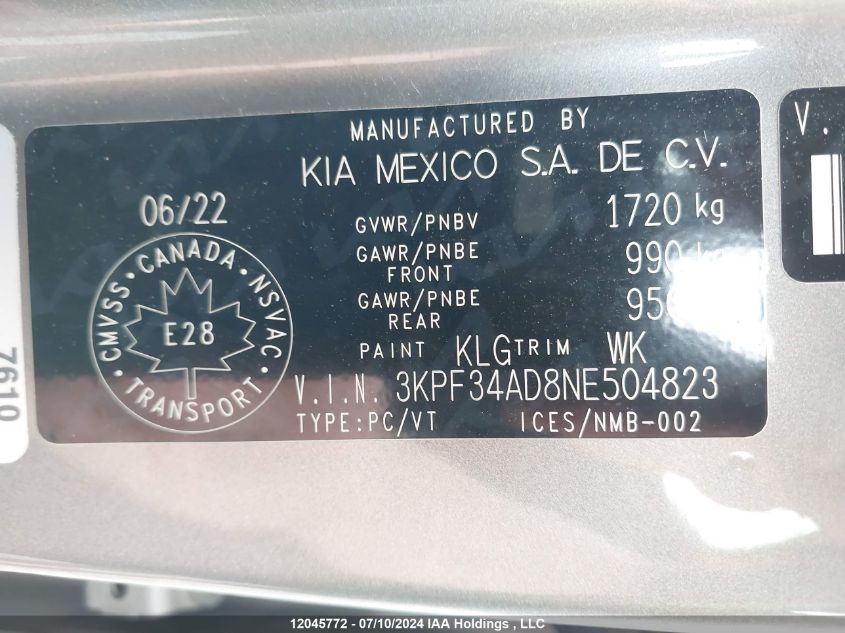 MANUFACTURED BY
KIA MEXICO S.A. DE C.V.
06/22
GVWR/PNBV 1720 kg
GAWR/PNBE FRONT 990
GAWR/PNBE REAR
PAINT KLG TRIM WK
V.I.N. 3KPF34AD8NE504823
TYPE:PC/VT ICES/NMB-002
CMVSS • CANADA • NSVAC • TRANSPORT •
E28
V.
7610
12045772 - 07/10/2024 IAA Holdings , LLC